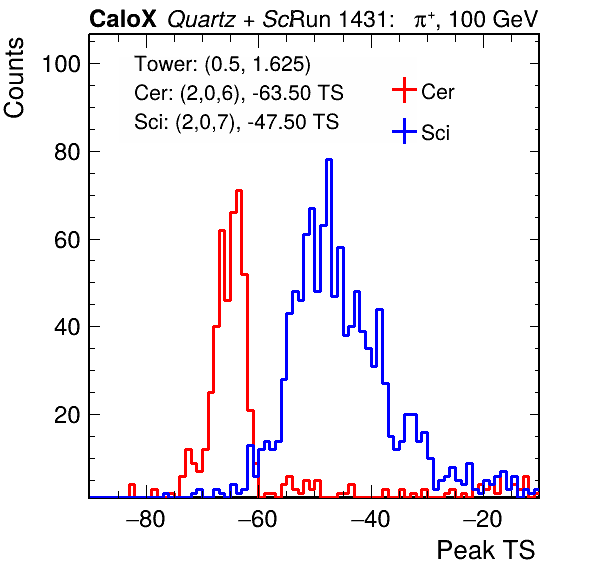 CaloX Quartz + ScRun 1431: π⁺, 100 GeV
Counts
100
80
60
40
20
Tower: (0.5, 1.625)
Cer: (2,0,6), -63.50 TS
Sci: (2,0,7), -47.50 TS
Cer
Sci
−80 −60 −40 −20
Peak TS